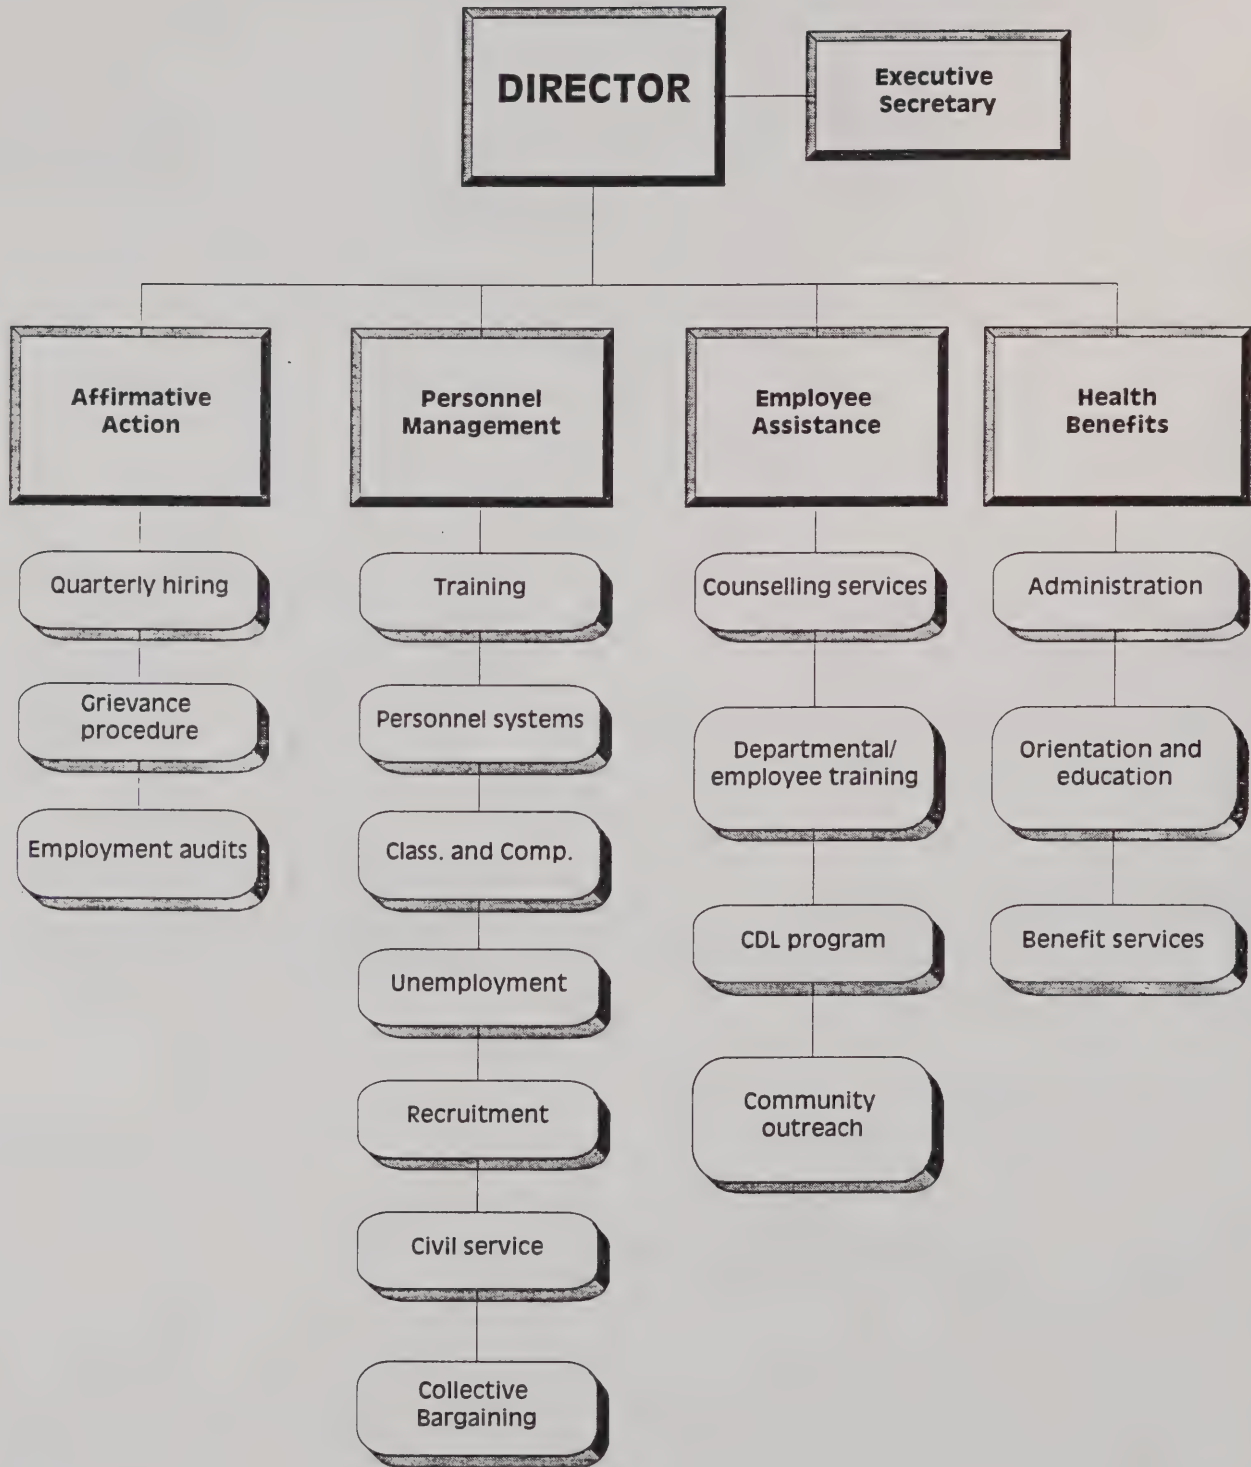 DIRECTOR
Executive
Secretary
Affirmative
Action
Personnel
Management
Employee
Assistance
Health
Benefits
Quarterly hiring
Grievance
procedure
Employment audits
Training
Personnel systems
Class. and Comp.
Unemployment
Recruitment
Civil service
Collective
Bargaining
Counselling services
Departmental/
employee training
CDL program
Community
outreach
Administration
Orientation and
education
Benefit services